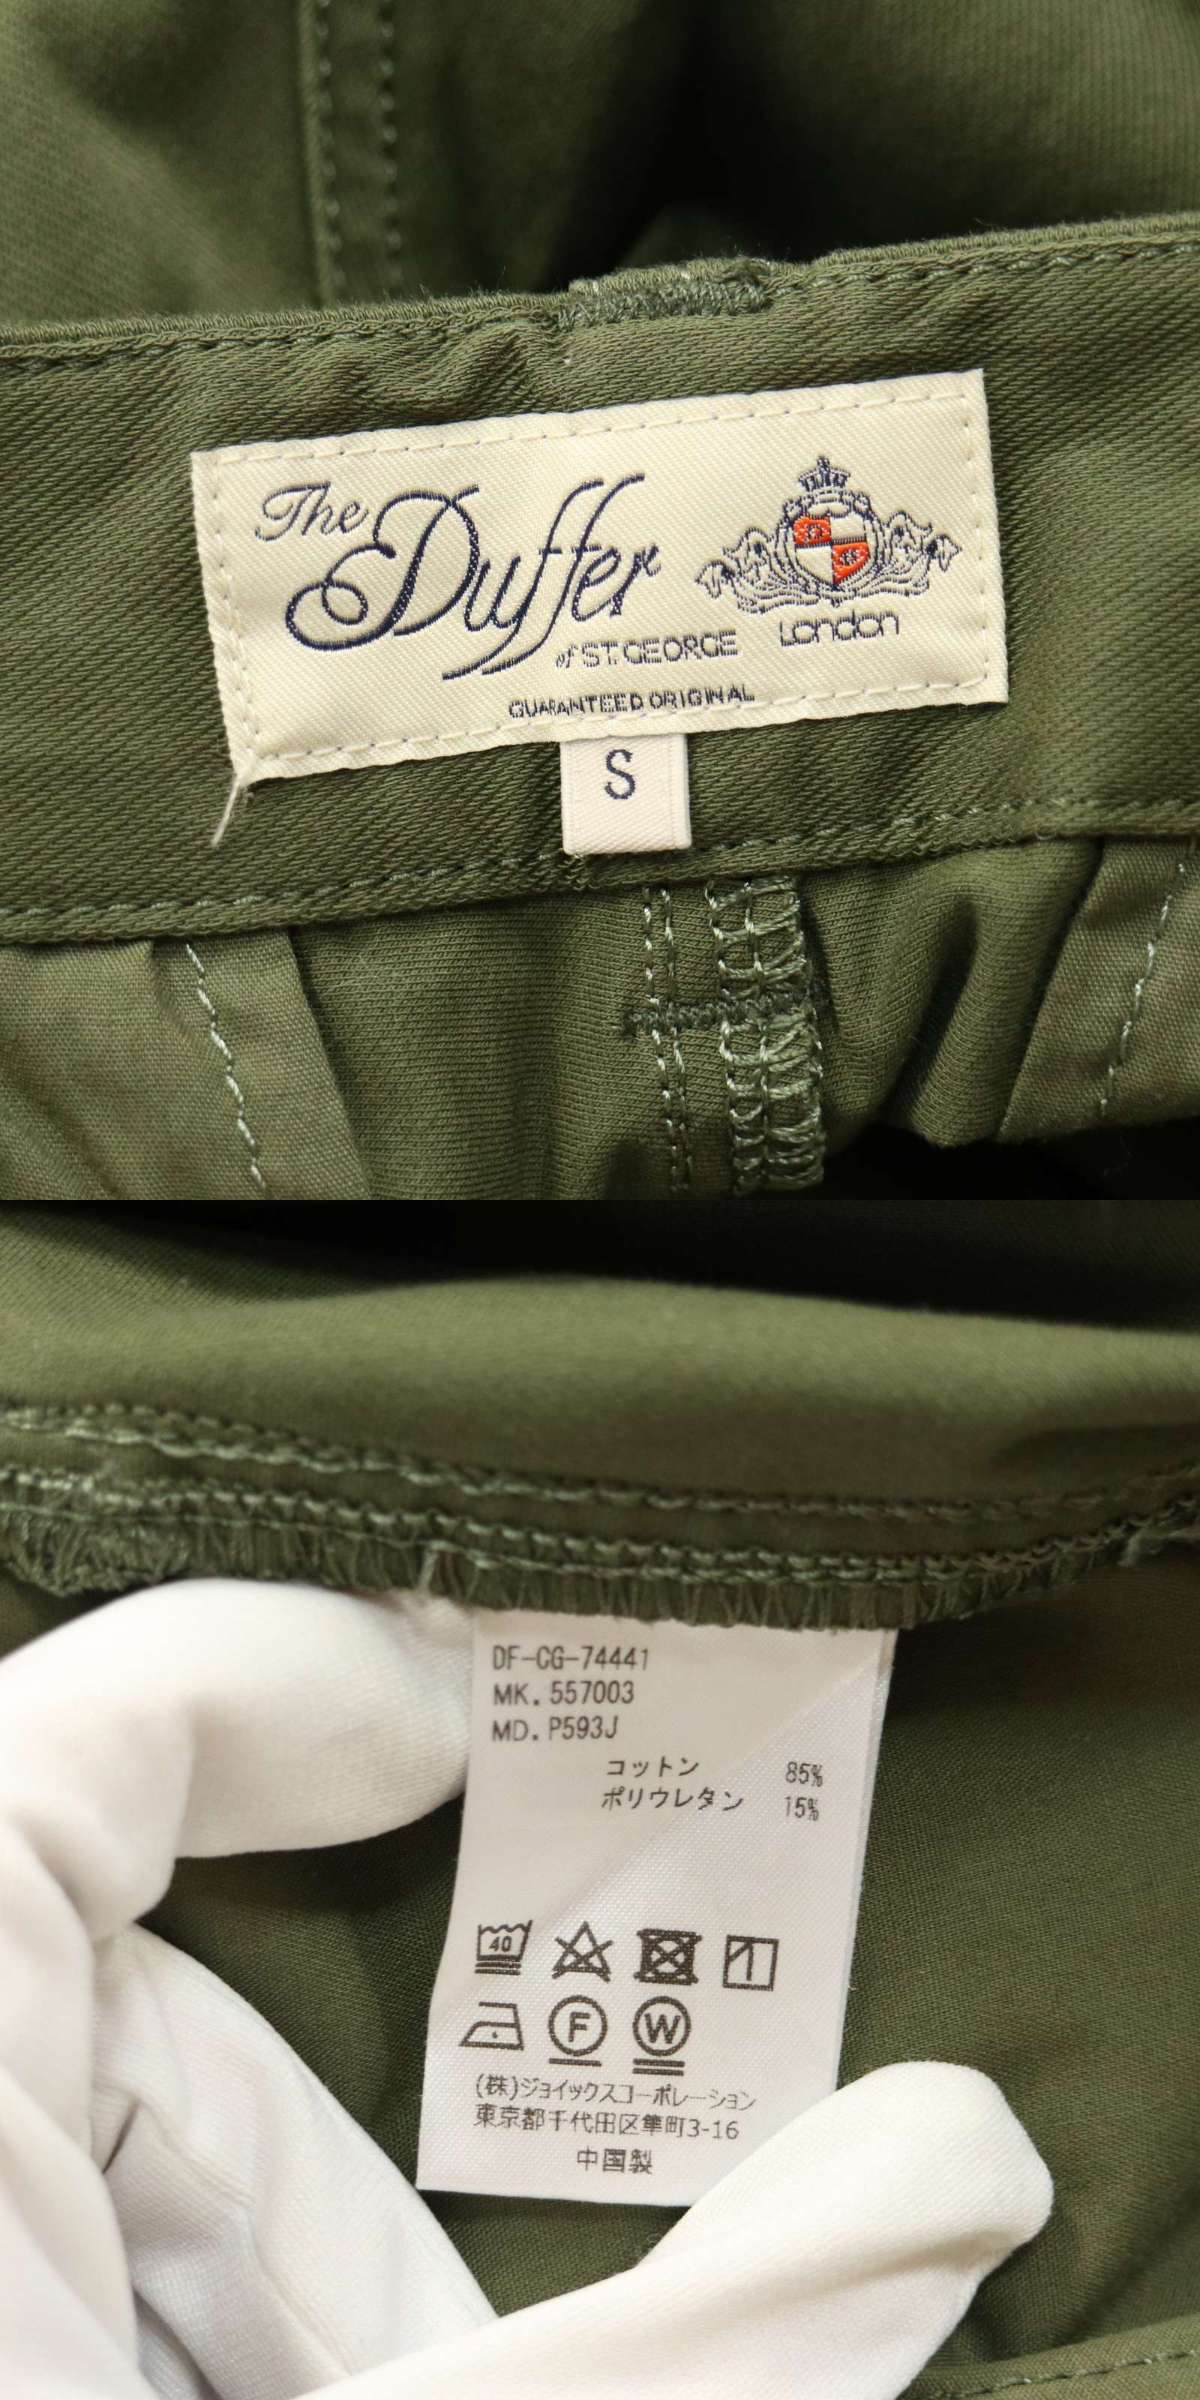 The
Duffer
of ST. GEORGE
London
GUARANTEED ORIGINAL
S
DF-CG-74441
MK. 557003
MD. P593J
コットン 85%
ポリウレタン 15%
40
F W
(株)ジョイックスコーポレーション
東京都千代田区隼町3-16
中国製